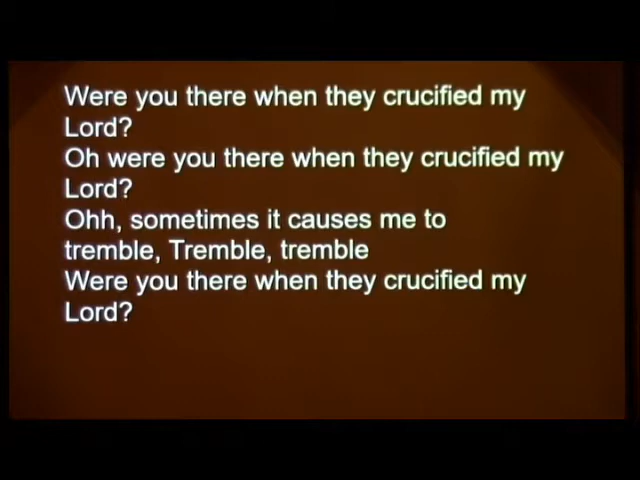 Were you there when they crucified my
Lord?
Oh were you there when they crucified my
Lord?
Ohh, sometimes it causes me to
tremble, Tremble, tremble
Were you there when they crucified my
Lord?